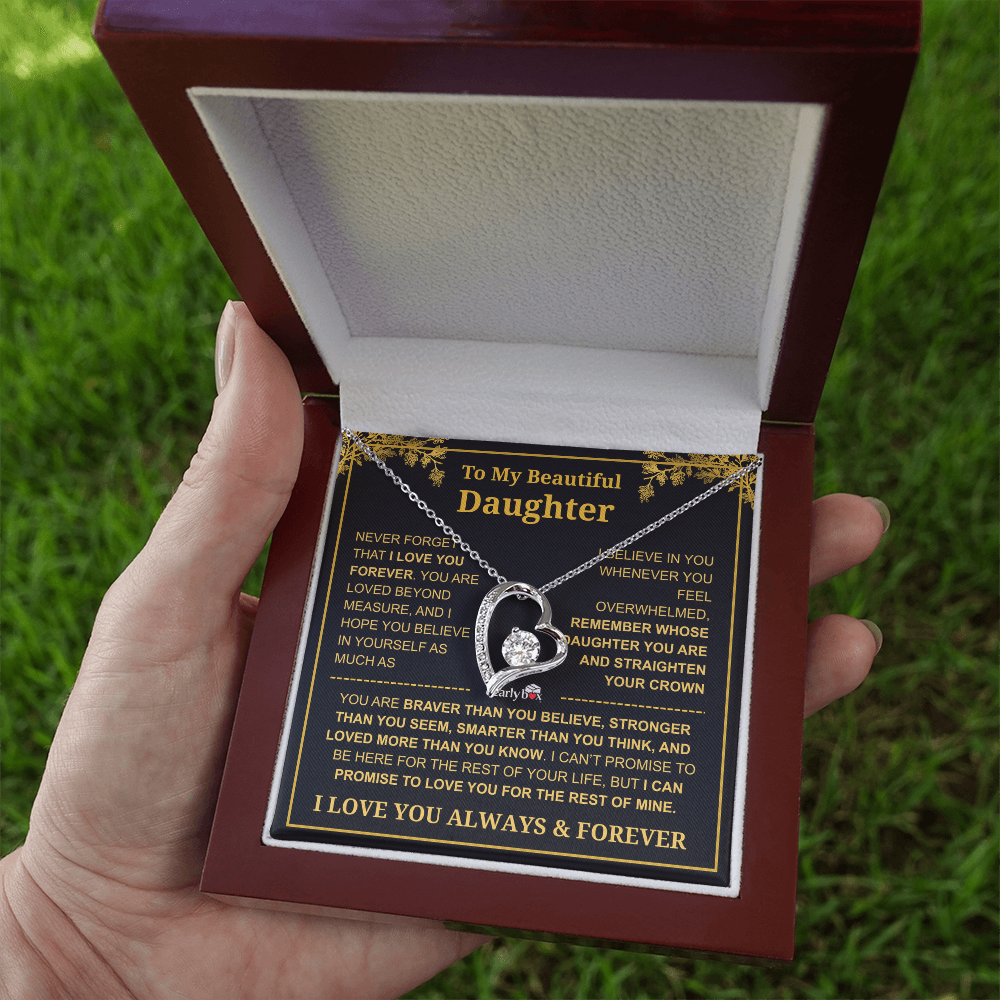 To My Beautiful
Daughter
NEVER FORGET
THAT I LOVE YOU
FOREVER. YOU ARE
LOVED BEYOND
MEASURE, AND I
HOPE YOU BELIEVE
IN YOURSELF AS
MUCH AS
I BELIEVE IN YOU
WHENEVER YOU
FEEL
OVERWHELMED,
REMEMBER WHOSE
DAUGHTER YOU ARE
AND STRAIGHTEN
YOUR CROWN
YOU ARE BRAVER THAN YOU BELIEVE, STRONGER
THAN YOU SEEM, SMARTER THAN YOU THINK, AND
LOVED MORE THAN YOU KNOW. I CAN'T PROMISE TO
BE HERE FOR THE REST OF YOUR LIFE, BUT I CAN
PROMISE TO LOVE YOU FOR THE REST OF MINE.
I LOVE YOU ALWAYS & FOREVER